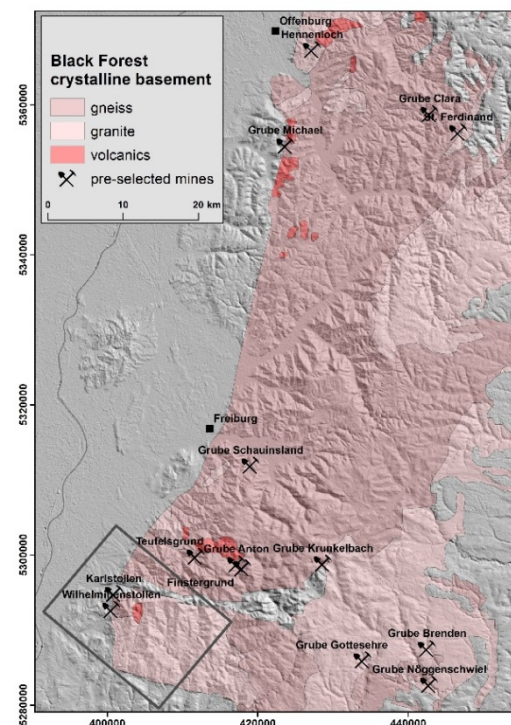 Black Forest
crystalline basement
gneiss
granite
volcanics
pre-selected mines
0 10 20 km
Offenburg
Hennenloch
Grube Clara
St. Ferdinand
Grube Michael
Freiburg
Grube Schauinsland
Teufelsgrund
Grube Anton
Grube Krunkelbach
Finstergrund
Karlstollen
Wilhelminenstollen
Grube Brenden
Grube Gottesehre
Grube Nöggenschwiel
5360000
5340000
5320000
5300000
5280000
400000 420000 440000